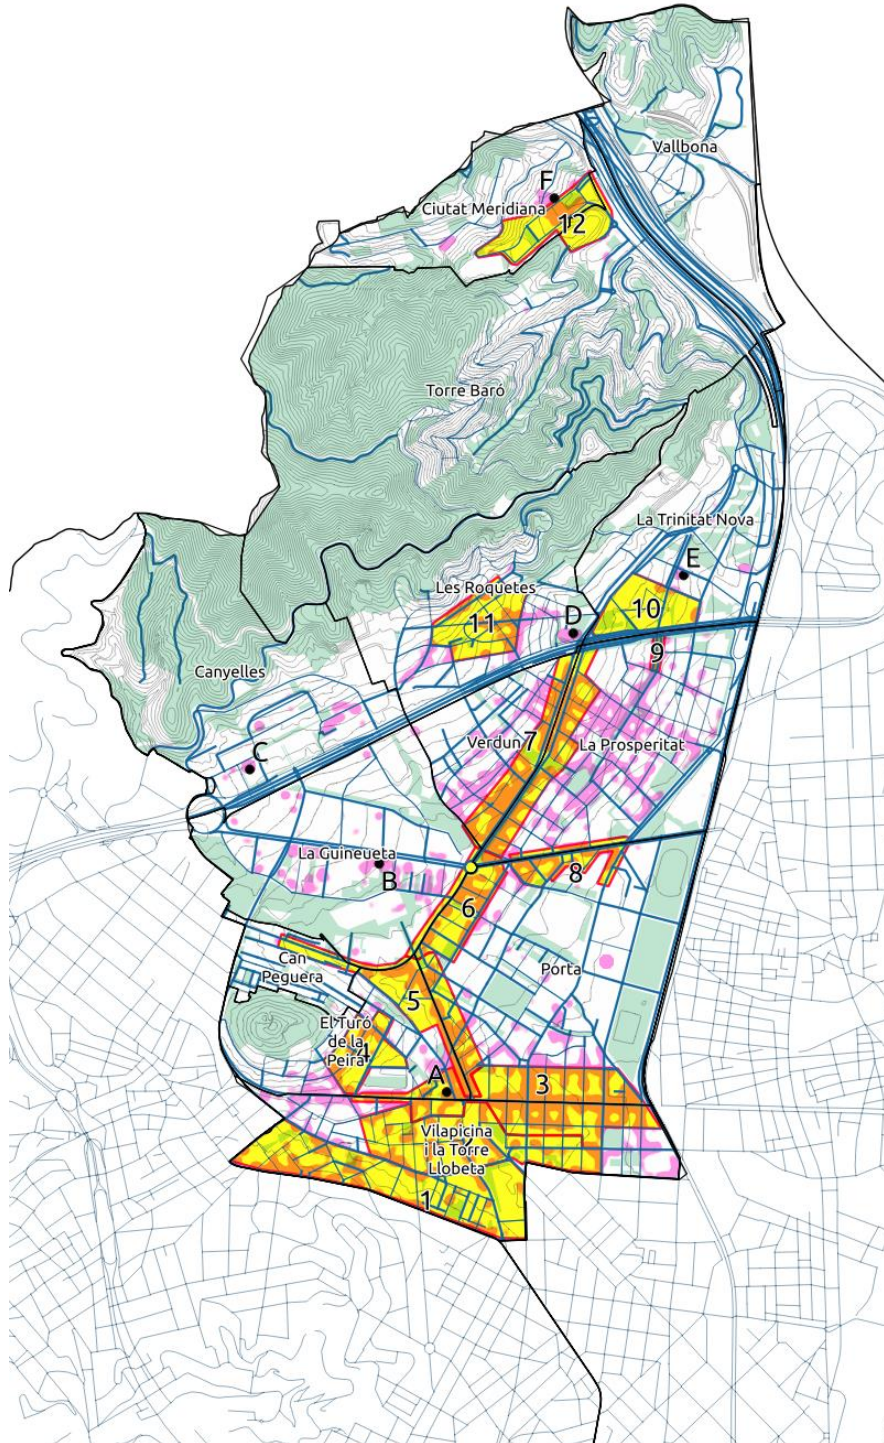 Vallbona
F
Ciutat Meridiana
12
Torre Baró
La Trinitat Nova
E
Les Roquetes
10
11
D
9
Canyelles
Verdun
7
La Prosperitat
C
La Guineueta
B
8
6
Can
Peguera
Porta
5
El Turó
de la
Peira
4
A
3
2
Vilapicina
i la Torre
Llobeta
1